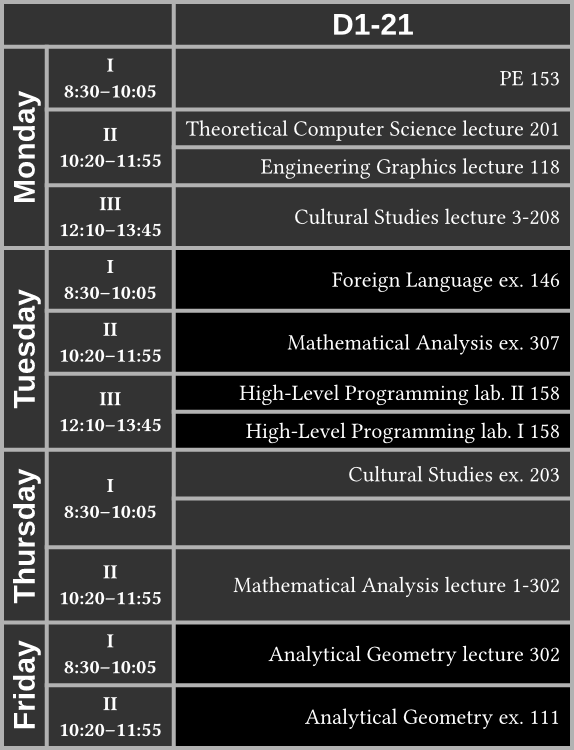 D1-21
Monday
I
8:30–10:05
PE 153
II
10:20–11:55
Theoretical Computer Science lecture 201
Engineering Graphics lecture 118
III
12:10–13:45
Cultural Studies lecture 3-208
Tuesday
I
8:30–10:05
Foreign Language ex. 146
II
10:20–11:55
Mathematical Analysis ex. 307
III
12:10–13:45
High-Level Programming lab. II 158
High-Level Programming lab. I 158
Thursday
I
8:30–10:05
Cultural Studies ex. 203
II
10:20–11:55
Mathematical Analysis lecture 1-302
Friday
I
8:30–10:05
Analytical Geometry lecture 302
II
10:20–11:55
Analytical Geometry ex. 111